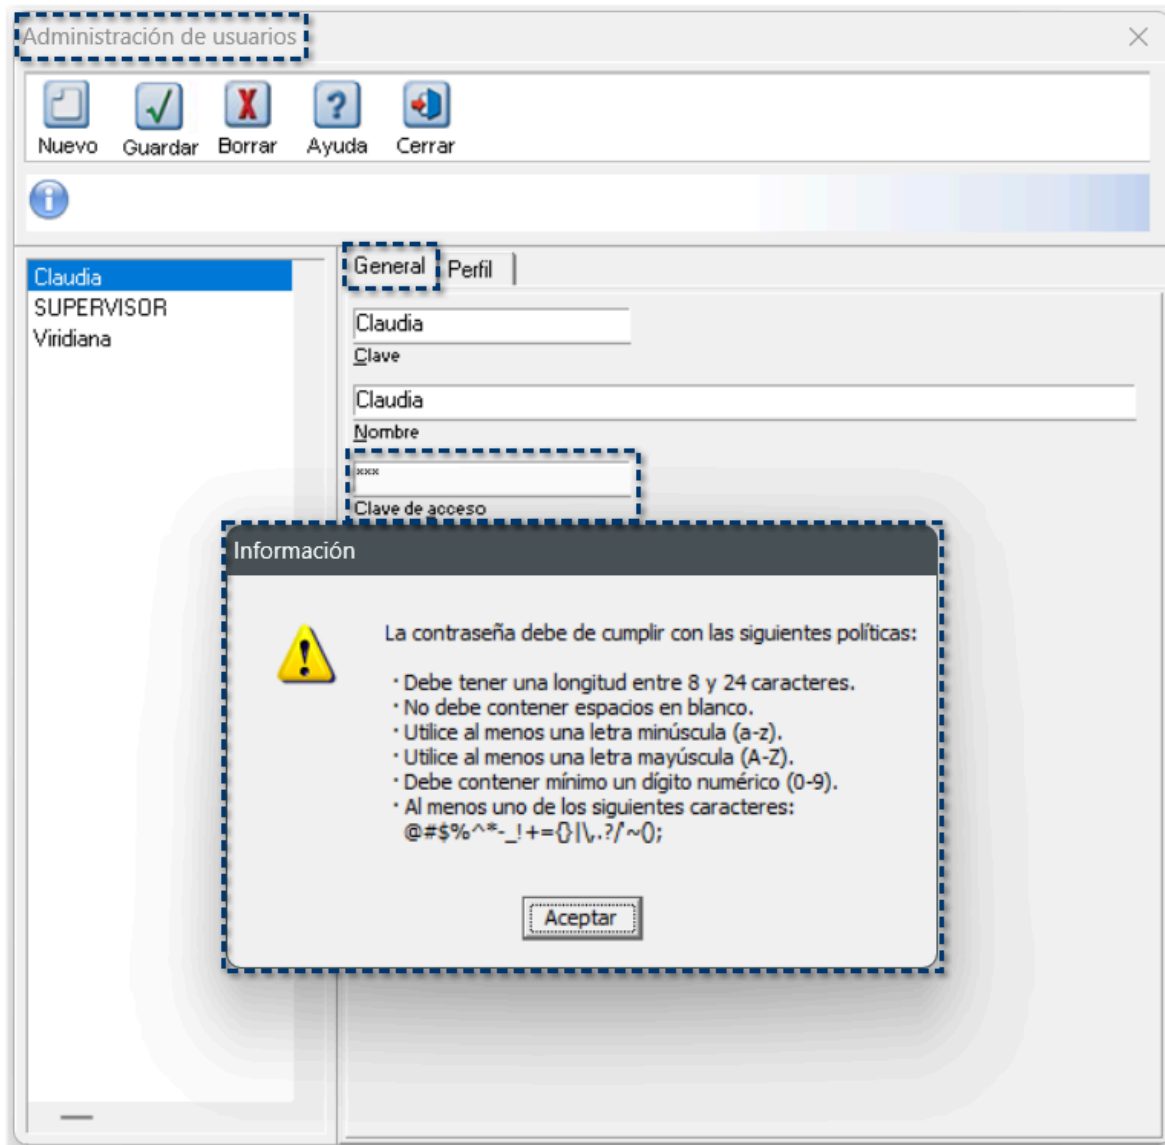 Administración de usuarios
Nuevo Guardar Borrar Ayuda Cerrar
Claudia
SUPERVISOR
Viridiana
General Perfil
Claudia
Clave
Claudia
Nombre
***
Clave de acceso
Información
La contraseña debe de cumplir con las siguientes políticas:
· Debe tener una longitud entre 8 y 24 caracteres.
· No debe contener espacios en blanco.
· Utilice al menos una letra minúscula (a-z).
· Utilice al menos una letra mayúscula (A-Z).
· Debe contener mínimo un dígito numérico (0-9).
· Al menos uno de los siguientes caracteres:
@#$%^*-_!+={}|\,.?/'~();
Aceptar